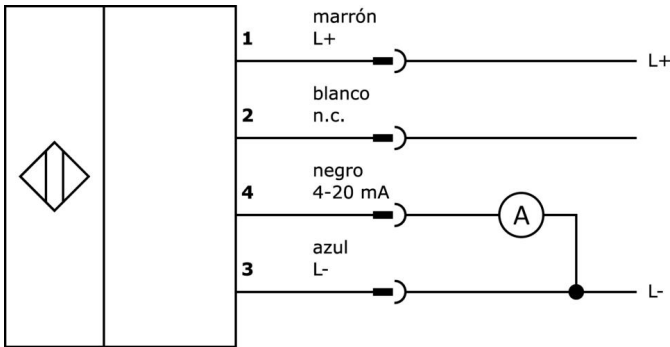 marrón
1 L+
L+
blanco
2 n.c.
negro
4 4-20 mA
A
azul
3 L-
L-